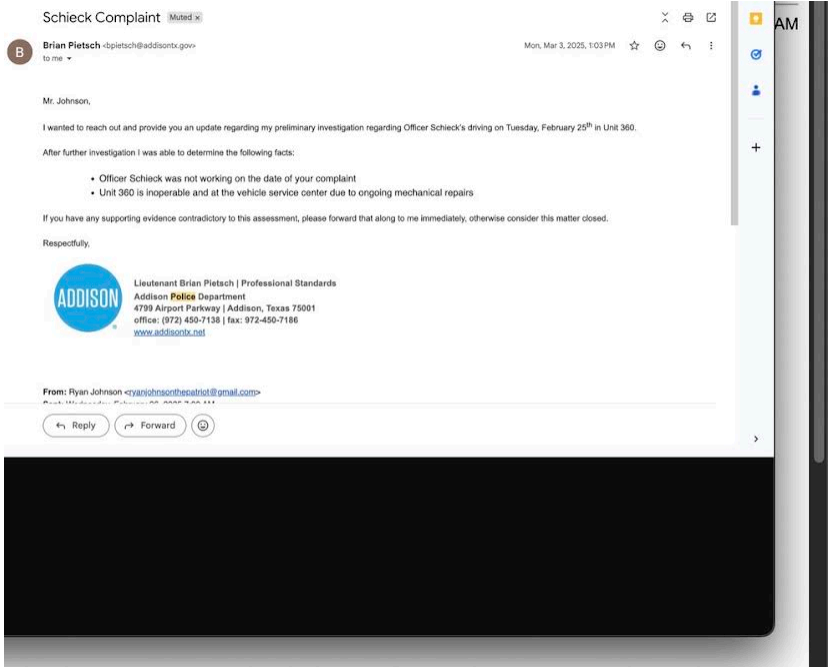 Schieck Complaint Muted ×
AM
B
Brian Pietsch <bpietsch@addisontx.gov>
Mon, Mar 3, 2025, 1:03 PM
to me
Mr. Johnson,
I wanted to reach out and provide you an update regarding my preliminary investigation regarding Officer Schieck's driving on Tuesday, February 25th in Unit 360.
After further investigation I was able to determine the following facts:
• Officer Schieck was not working on the date of your complaint
• Unit 360 is inoperable and at the vehicle service center due to ongoing mechanical repairs
If you have any supporting evidence contradictory to this assessment, please forward that along to me immediately, otherwise consider this matter closed.
Respectfully,
ADDISON
Lieutenant Brian Pietsch | Professional Standards
Addison Police Department
4799 Airport Parkway | Addison, Texas 75001
office: (972) 450-7138 | fax: 972-450-7186
www.addisontx.net
From: Ryan Johnson <ryanjohnsonthepatriot@gmail.com>
Reply
Forward